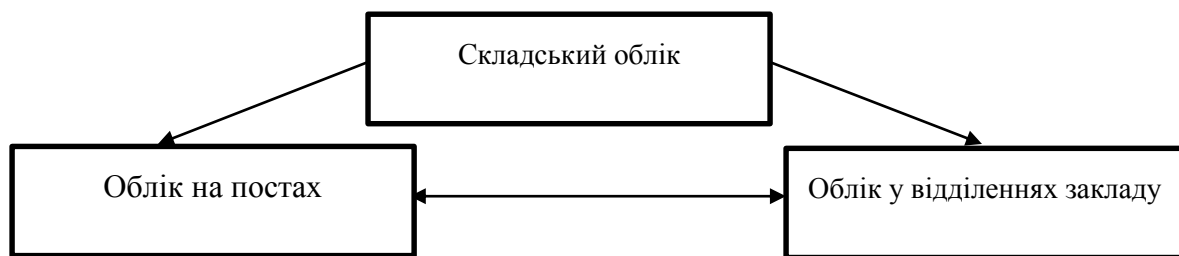 Складський облік
Облік на постах
Облік у відділеннях закладу